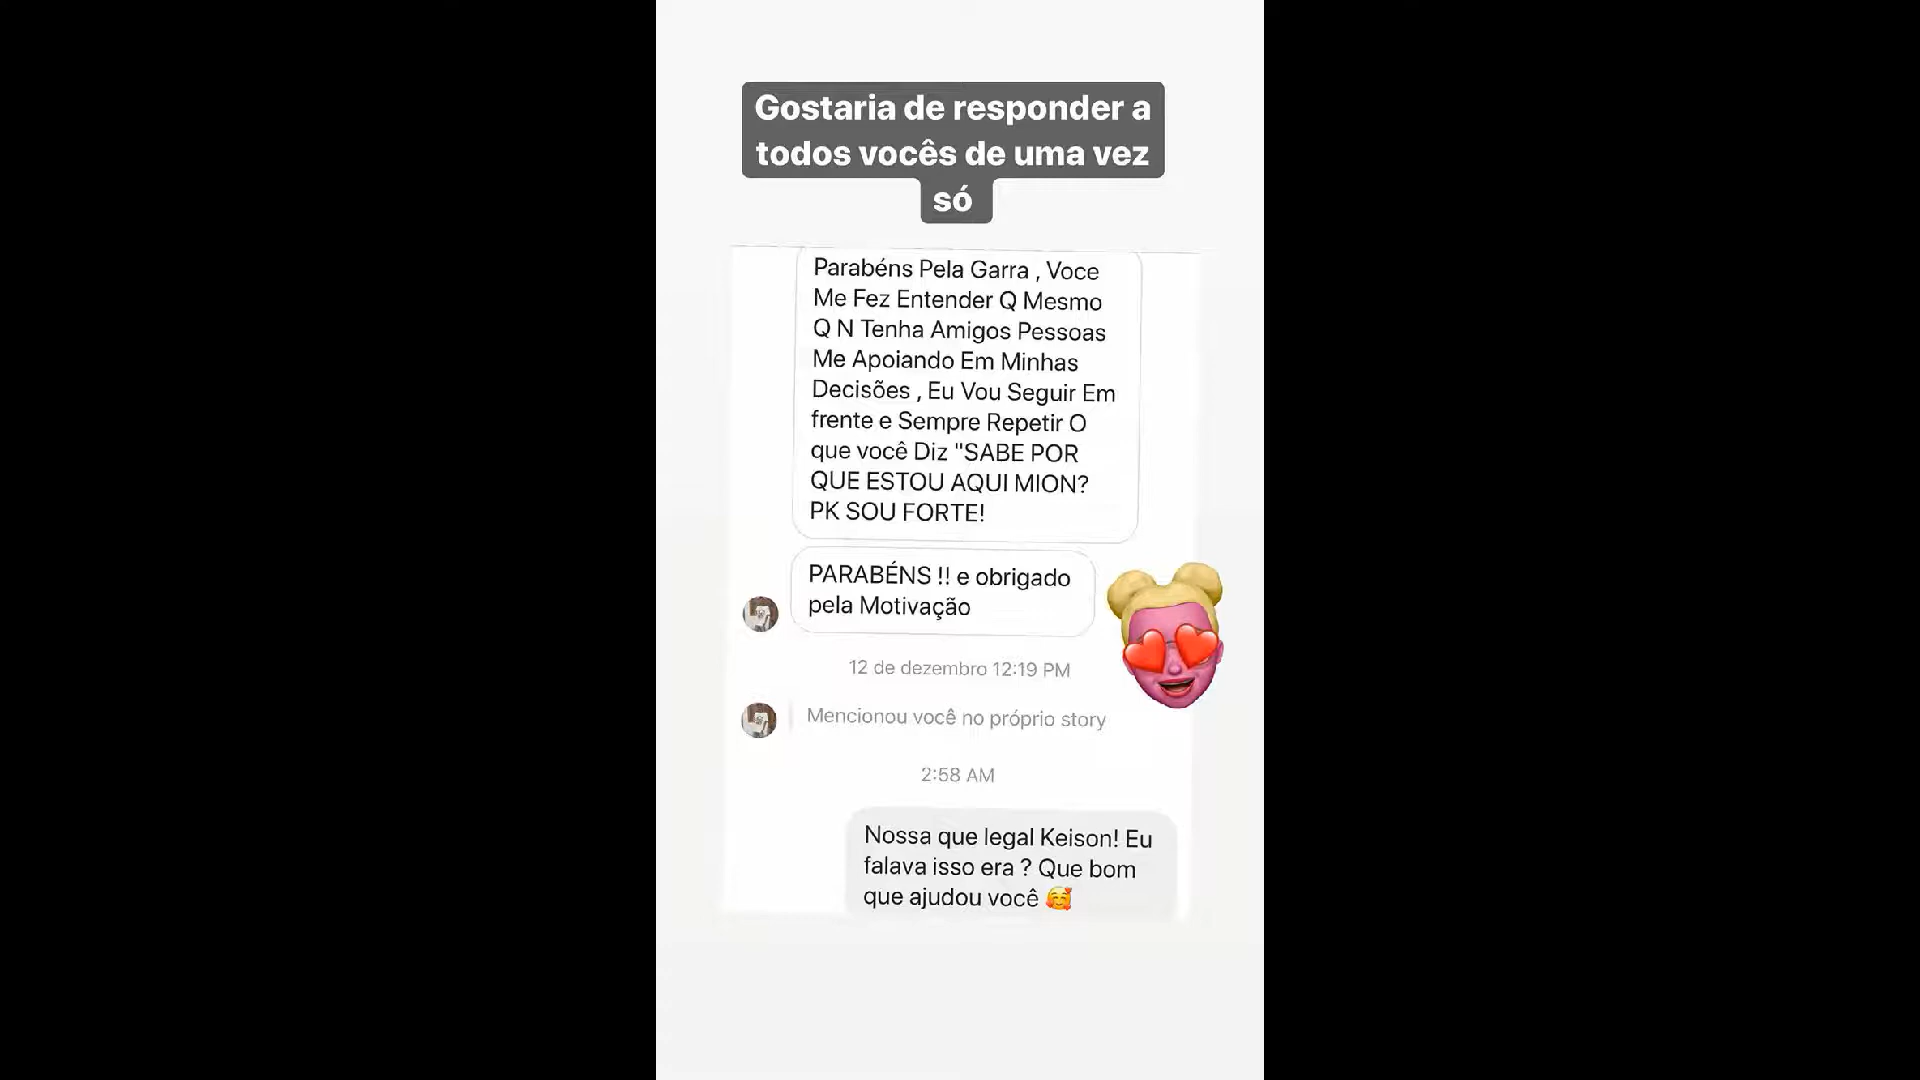 Gostaria de responder a
todos vocês de uma vez
só
Parabéns Pela Garra , Voce
Me Fez Entender Q Mesmo
Q N Tenha Amigos Pessoas
Me Apoiando Em Minhas
Decisões , Eu Vou Seguir Em
frente e Sempre Repetir O
que você Diz "SABE POR
QUE ESTOU AQUI MION?
PK SOU FORTE!
PARABÉNS !! e obrigado
pela Motivação
12 de dezembro 12:19 PM
Mencionou você no próprio story
2:58 AM
Nossa que legal Keison! Eu
falava isso era ? Que bom
que ajudou você 🥰